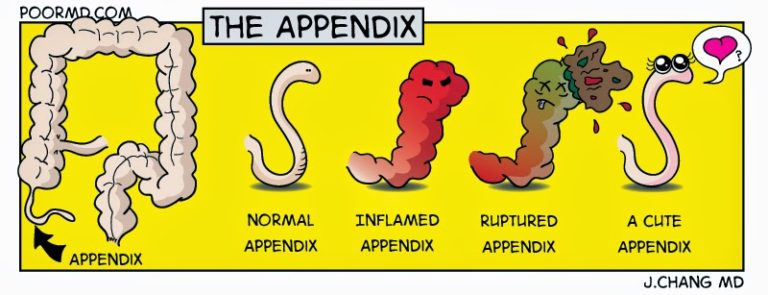 POORMD.COM
THE APPENDIX
?
APPENDIX
NORMAL
APPENDIX
INFLAMED
APPENDIX
RUPTURED
APPENDIX
A CUTE
APPENDIX
J.CHANG MD